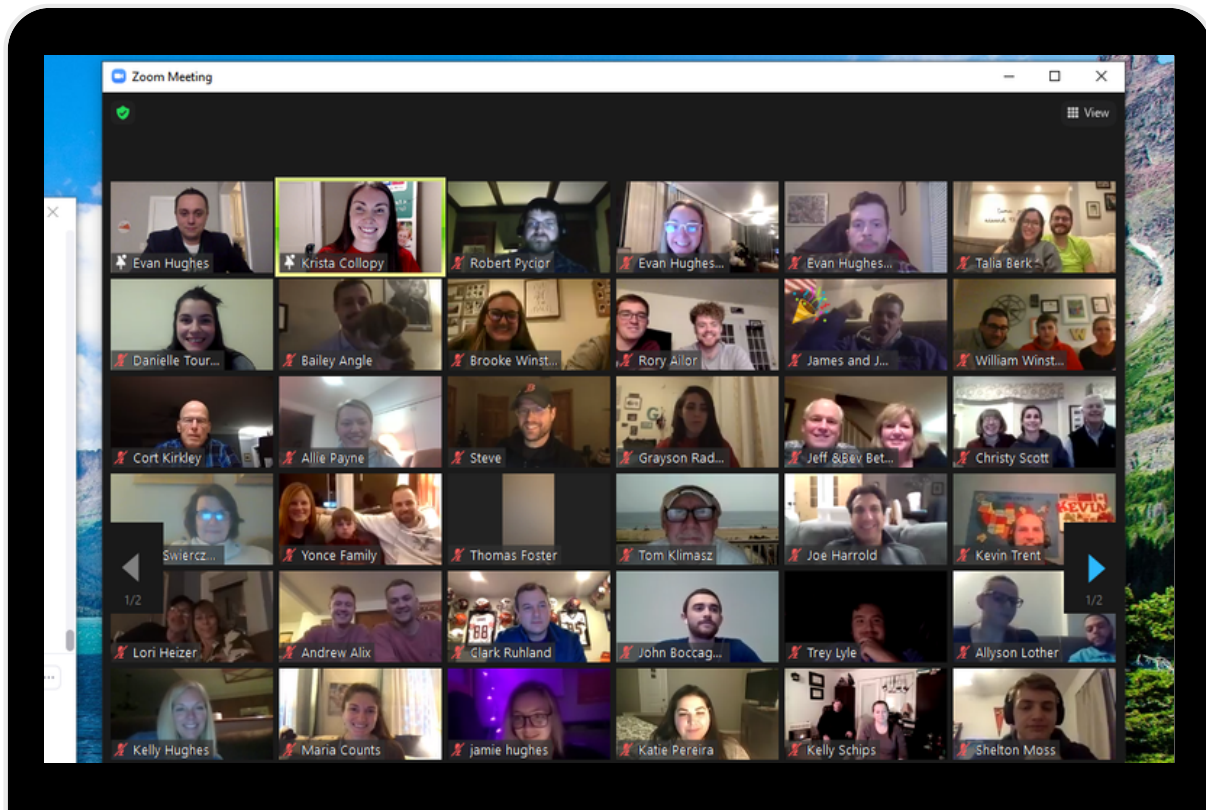 Zoom Meeting
View
Evan Hughes
Krista Collopy
Robert Pycior
Evan Hughes...
Evan Hughes...
Talia Berk
Danielle Tour...
Bailey Angle
Brooke Winst...
Rory Ailor
James and J...
William Winst...
Cort Kirkley
Allie Payne
Steve
Grayson Rad...
Jeff &Bev Bet...
Christy Scott
Swiercz...
Yonce Family
Thomas Foster
Tom Klimasz
Joe Harrold
KEVIN
Kevin Trent
1/2
1/2
Lori Heizer
Andrew Alix
88
Clark Ruhland
John Boccag...
Trey Lyle
Allyson Lother
Kelly Hughes
Maria Counts
jamie hughes
Katie Pereira
Kelly Schips
Shelton Moss